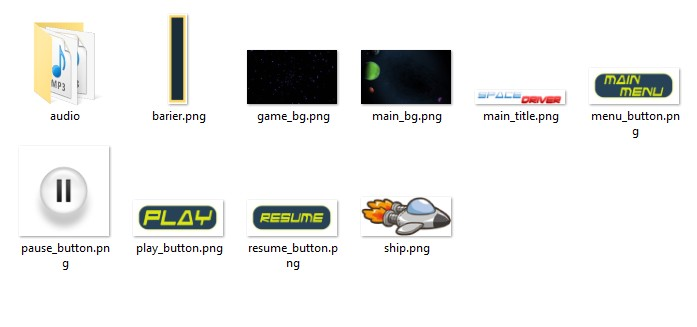 MP3
SPACE DRIVER
MAIN
MENU
audio
barier.png
game_bg.png
main_bg.png
main_title.png
menu_button.pn
g
PLAY
RESUME
pause_button.pn
g
play_button.png
resume_button.p
ng
ship.png